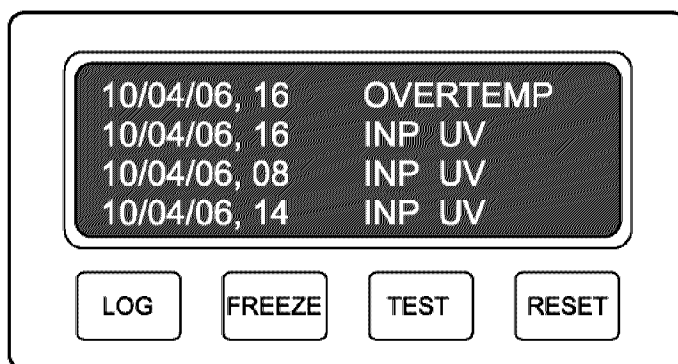 10/04/06, 16 OVERTEMP
10/04/06, 16 INP UV
10/04/06, 08 INP UV
10/04/06, 14 INP UV
LOG FREEZE TEST RESET